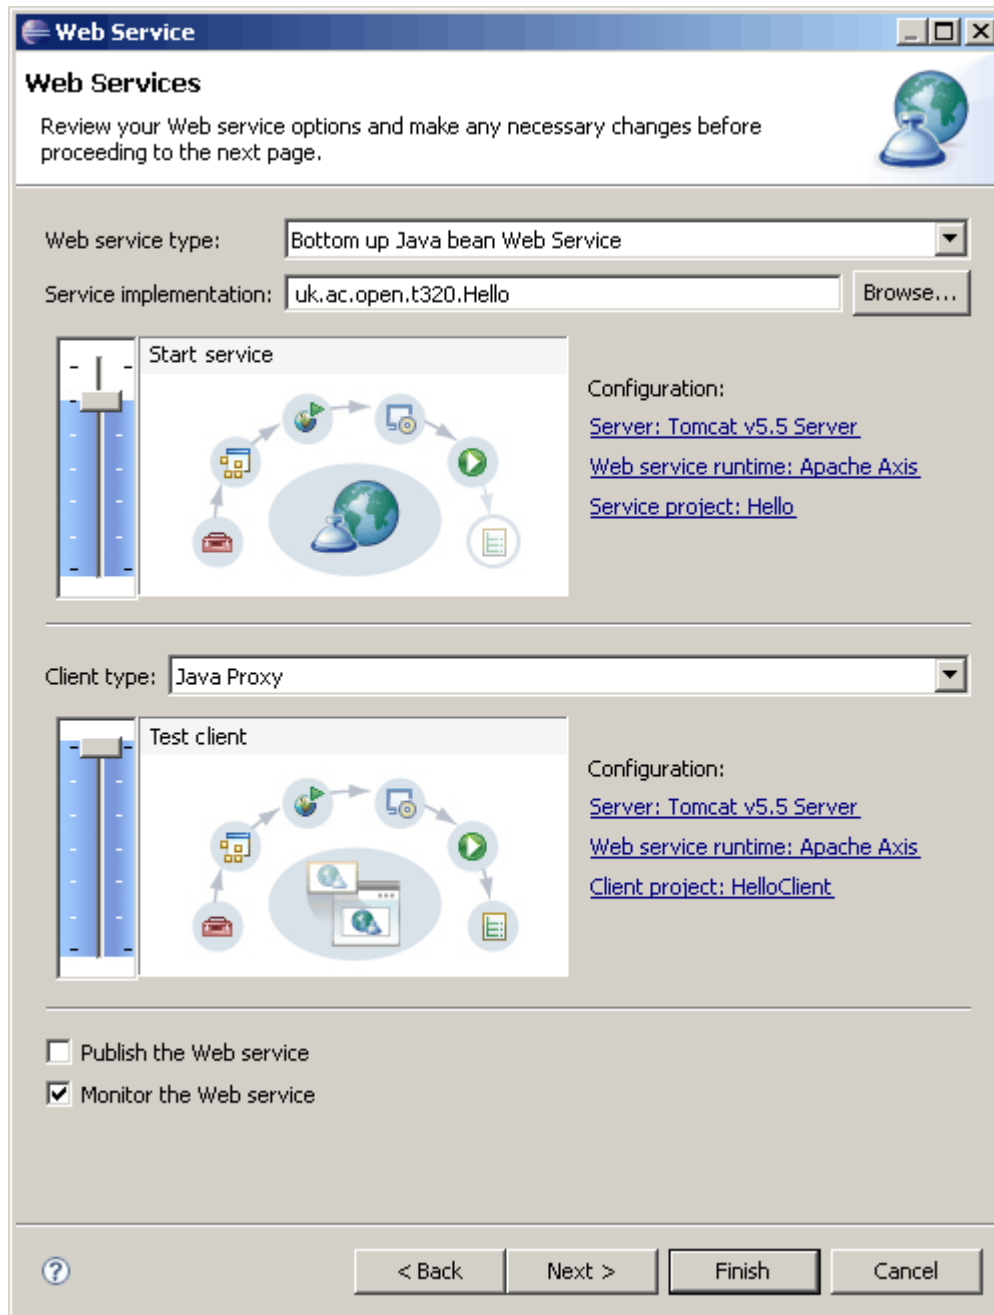 Web Service
Web Services
Review your Web service options and make any necessary changes before
proceeding to the next page.
Web service type: Bottom up Java bean Web Service
Service implementation: uk.ac.open.t320.Hello Browse...
Start service
Configuration:
Server: Tomcat v5.5 Server
Web service runtime: Apache Axis
Service project: Hello
Client type: Java Proxy
Test client
Configuration:
Server: Tomcat v5.5 Server
Web service runtime: Apache Axis
Client project: HelloClient
Publish the Web service
Monitor the Web service
? < Back Next > Finish Cancel